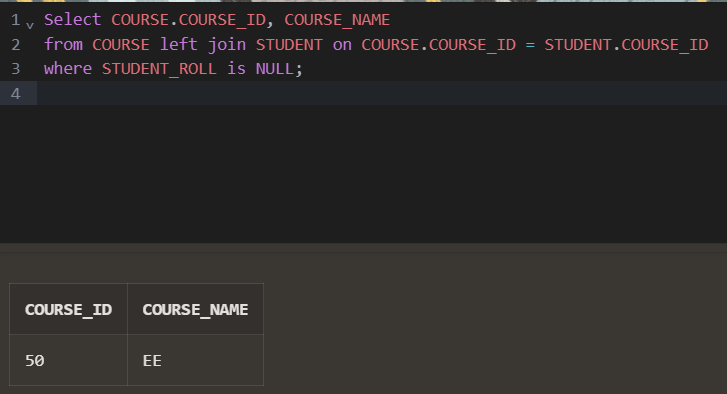 1 Select COURSE.COURSE_ID, COURSE_NAME
2 from COURSE left join STUDENT on COURSE.COURSE_ID = STUDENT.COURSE_ID
3 where STUDENT_ROLL is NULL;
4
COURSE_ID COURSE_NAME
50 EE